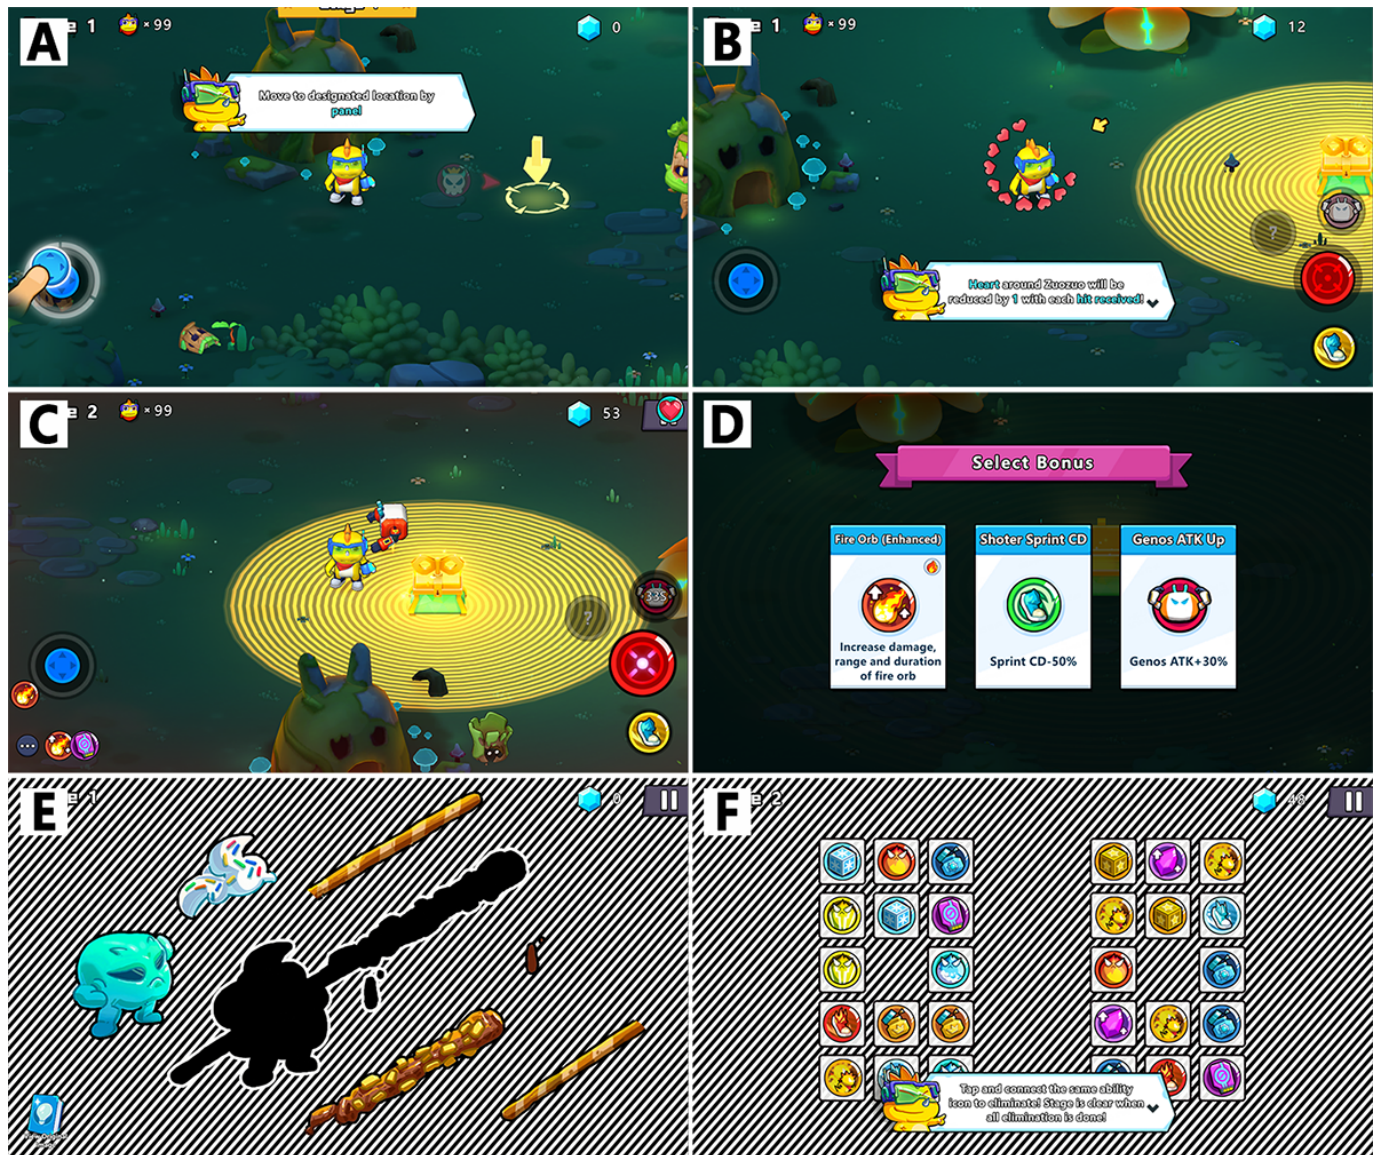 A
e 1
×99
0
Move to designated location by
panel
B
e 1
×99
12
?
Heart around Zuozuo will be
reduced by 1 with each hit received!
C
e 2
×99
53
33S
?
D
Select Bonus
Fire Orb (Enhanced)
Shoter Sprint CD
Genos ATK Up
Increase damage,
range and duration
of fire orb
Sprint CD-50%
Genos ATK+30%
E
e 1
0
F
e 2
48
Tap and connect the same ability
icon to eliminate! Stage is clear when
all elimination is done!